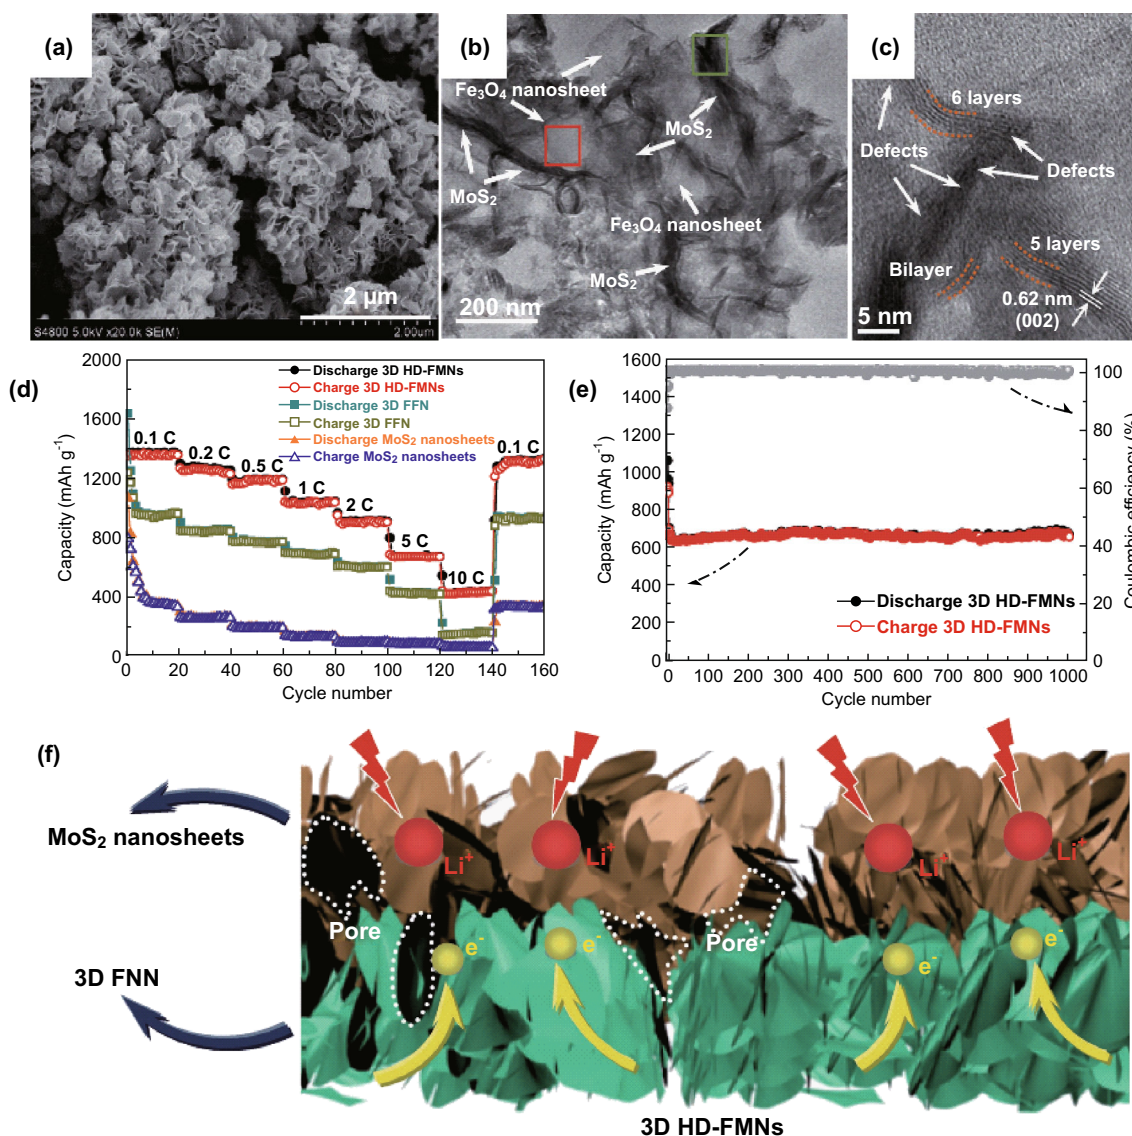 (a)
2 µm
S4800 5.0kV x20.0k SE(M)
2.00µm
(b)
Fe3O4 nanosheet
MoS2
MoS2
Fe3O4 nanosheet
MoS2
200 nm
(c)
6 layers
Defects
Defects
5 layers
Bilayer
0.62 nm
(002)
5 nm
(d)
Capacity (mAh g-1)
2000
1600
1200
800
400
0
Discharge 3D HD-FMNs
Charge 3D HD-FMNs
Discharge 3D FFN
Charge 3D FFN
Discharge MoS2 nanosheets
Charge MoS2 nanosheets
0.1 C
0.2 C
0.5 C
1 C
2 C
5 C
10 C
0.1 C
0 20 40 60 80 100 120 140 160
Cycle number
(e)
Capacity (mAh g-1)
1600
1400
1200
1000
800
600
400
200
0
Discharge 3D HD-FMNs
Charge 3D HD-FMNs
100
80
60
40
20
0
Coulombic efficiency (%)
0 100 200 300 400 500 600 700 800 900 1000
Cycle number
(f)
MoS2 nanosheets
3D FNN
Li+
Li+
Li+
Li+
Pore
Pore
e-
e-
e-
e-
3D HD-FMNs